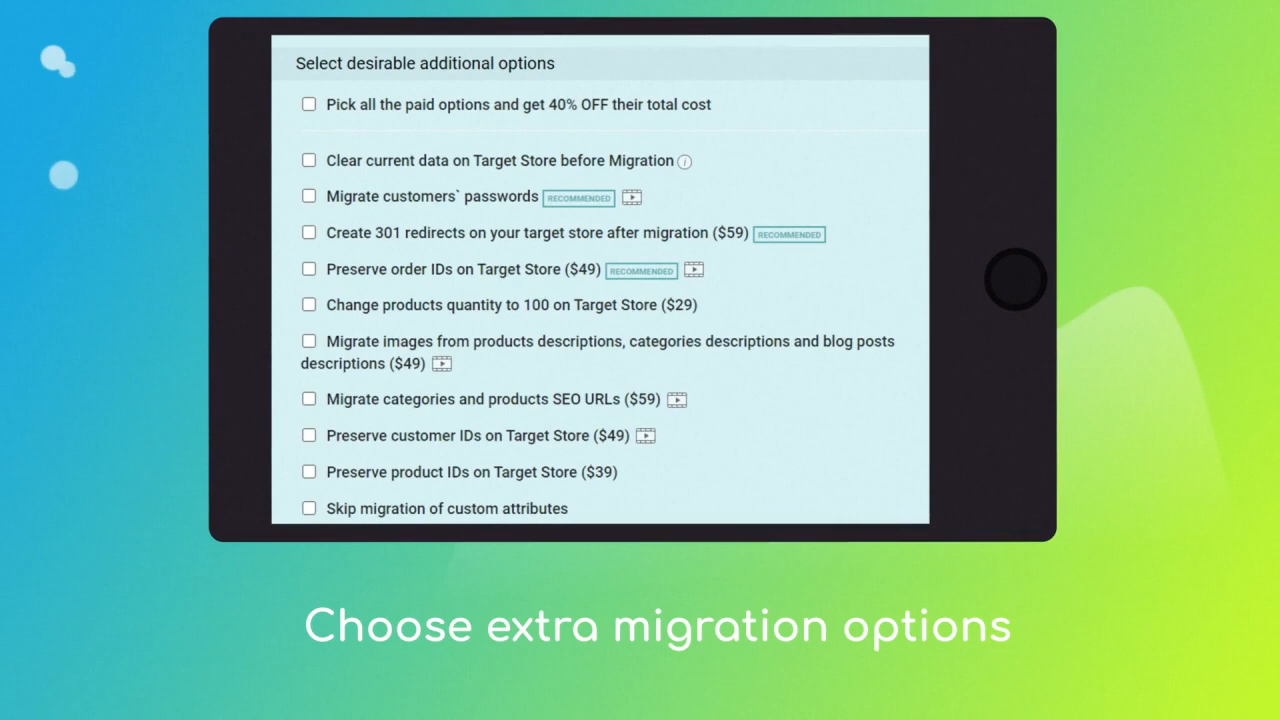 Select desirable additional options
Pick all the paid options and get 40% OFF their total cost
Clear current data on Target Store before Migration i
Migrate customers` passwords RECOMMENDED
Create 301 redirects on your target store after migration ($59) RECOMMENDED
Preserve order IDs on Target Store ($49) RECOMMENDED
Change products quantity to 100 on Target Store ($29)
Migrate images from products descriptions, categories descriptions and blog posts
descriptions ($49)
Migrate categories and products SEO URLs ($59)
Preserve customer IDs on Target Store ($49)
Preserve product IDs on Target Store ($39)
Skip migration of custom attributes
Choose extra migration options